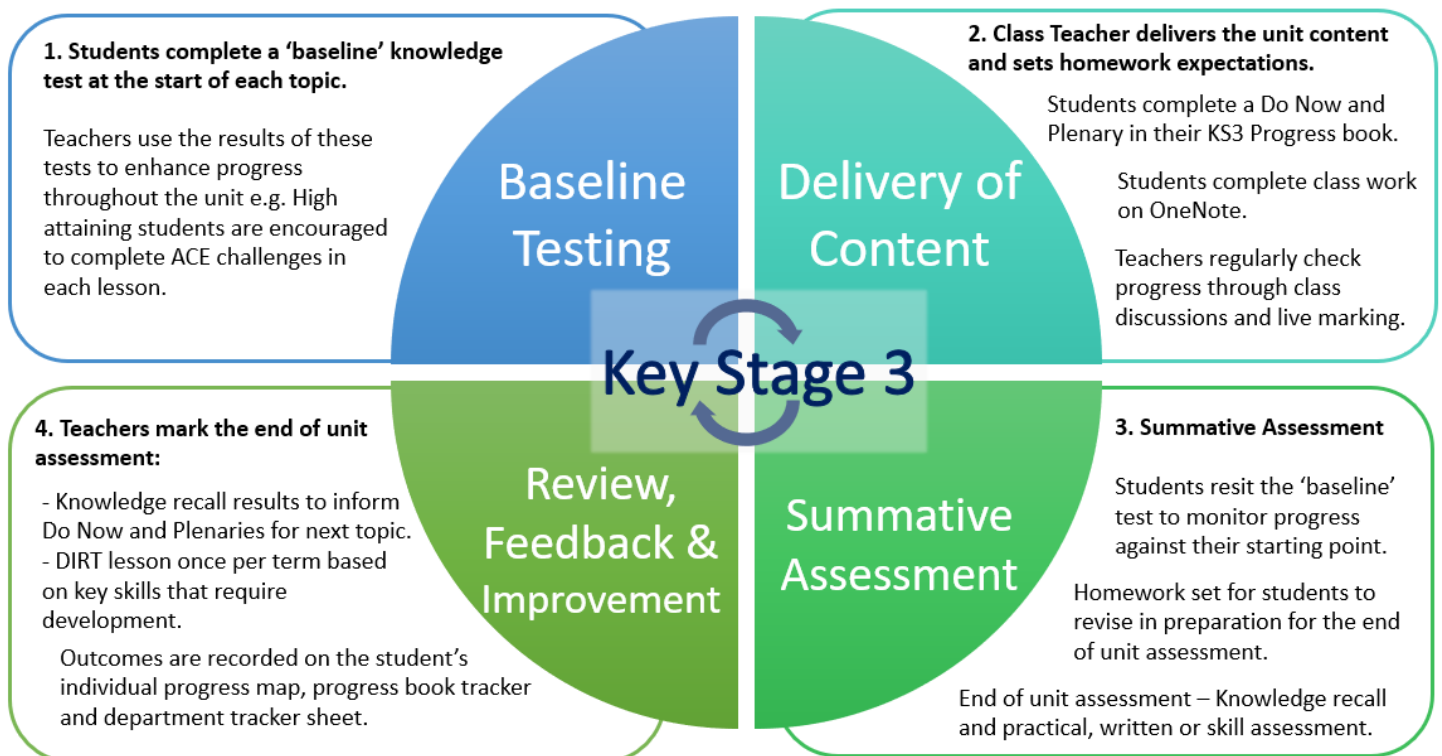 1. Students complete a ‘baseline’ knowledge
test at the start of each topic.
Teachers use the results of these
tests to enhance progress
throughout the unit e.g. High
attaining students are encouraged
to complete ACE challenges in
each lesson.
Baseline
Testing
2. Class Teacher delivers the unit content
and sets homework expectations.
Students complete a Do Now and
Plenary in their KS3 Progress book.
Students complete class work
on OneNote.
Teachers regularly check
progress through class
discussions and live marking.
Delivery of
Content
Key Stage 3
3. Summative Assessment
Students resit the ‘baseline’
test to monitor progress
against their starting point.
Homework set for students to
revise in preparation for the end
of unit assessment.
End of unit assessment – Knowledge recall
and practical, written or skill assessment.
Summative
Assessment
4. Teachers mark the end of unit
assessment:
- Knowledge recall results to inform
Do Now and Plenaries for next topic.
- DIRT lesson once per term based
on key skills that require
development.
Outcomes are recorded on the student’s
individual progress map, progress book tracker
and department tracker sheet.
Review,
Feedback &
Improvement